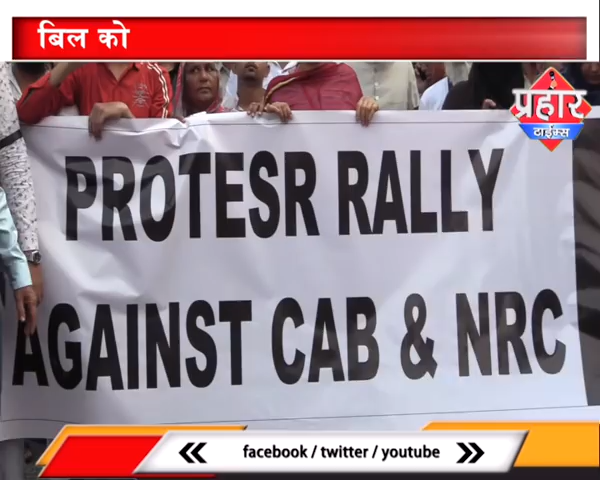 बिल को
प्रहार
टाईम्स
PROTESR RALLY
AGAINST CAB & NRC
facebook / twitter / youtube